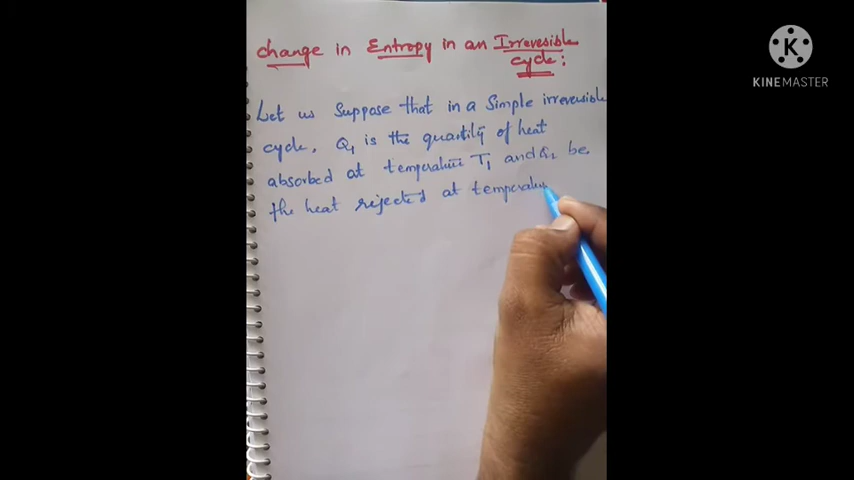 change in Entropy in an Irrevesible
cycle:
Let us suppose that in a Simple irreversible
cycle, Q1 is the quantity of heat
absorbed at temperature T1 and Q2 be
the heat rejected at temperatu
K
KINEMASTER